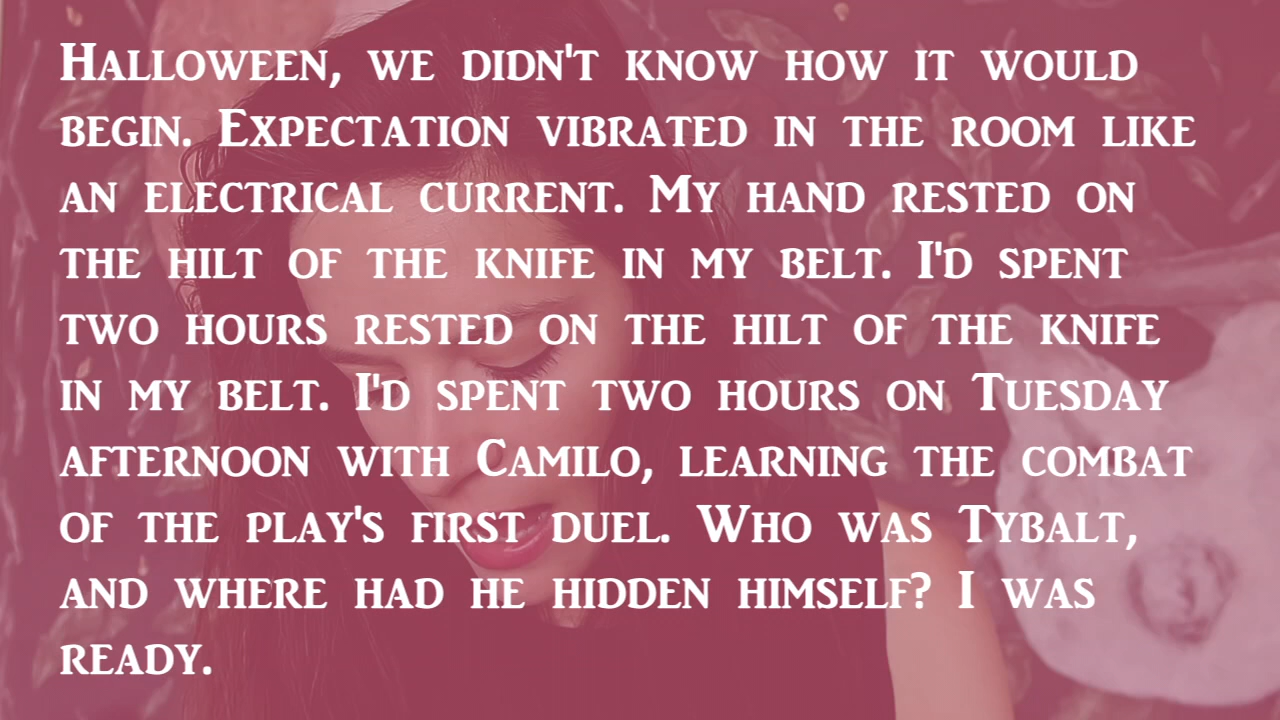 Halloween, we didn't know how it would
begin. Expectation vibrated in the room like
an electrical current. My hand rested on
the hilt of the knife in my belt. I'd spent
two hours rested on the hilt of the knife
in my belt. I'd spent two hours on Tuesday
afternoon with Camilo, learning the combat
of the play's first duel. Who was Tybalt,
and where had he hidden himself? I was
ready.